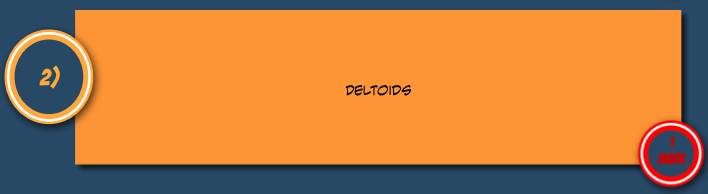 2)
DELTOIDS
1
MARK